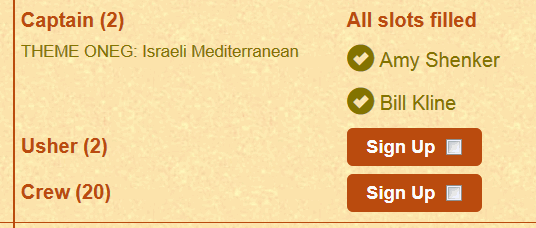 Captain (2)
All slots filled
THEME ONEG: Israeli Mediterranean
Amy Shenker
Bill Kline
Usher (2)
Sign Up
Crew (20)
Sign Up